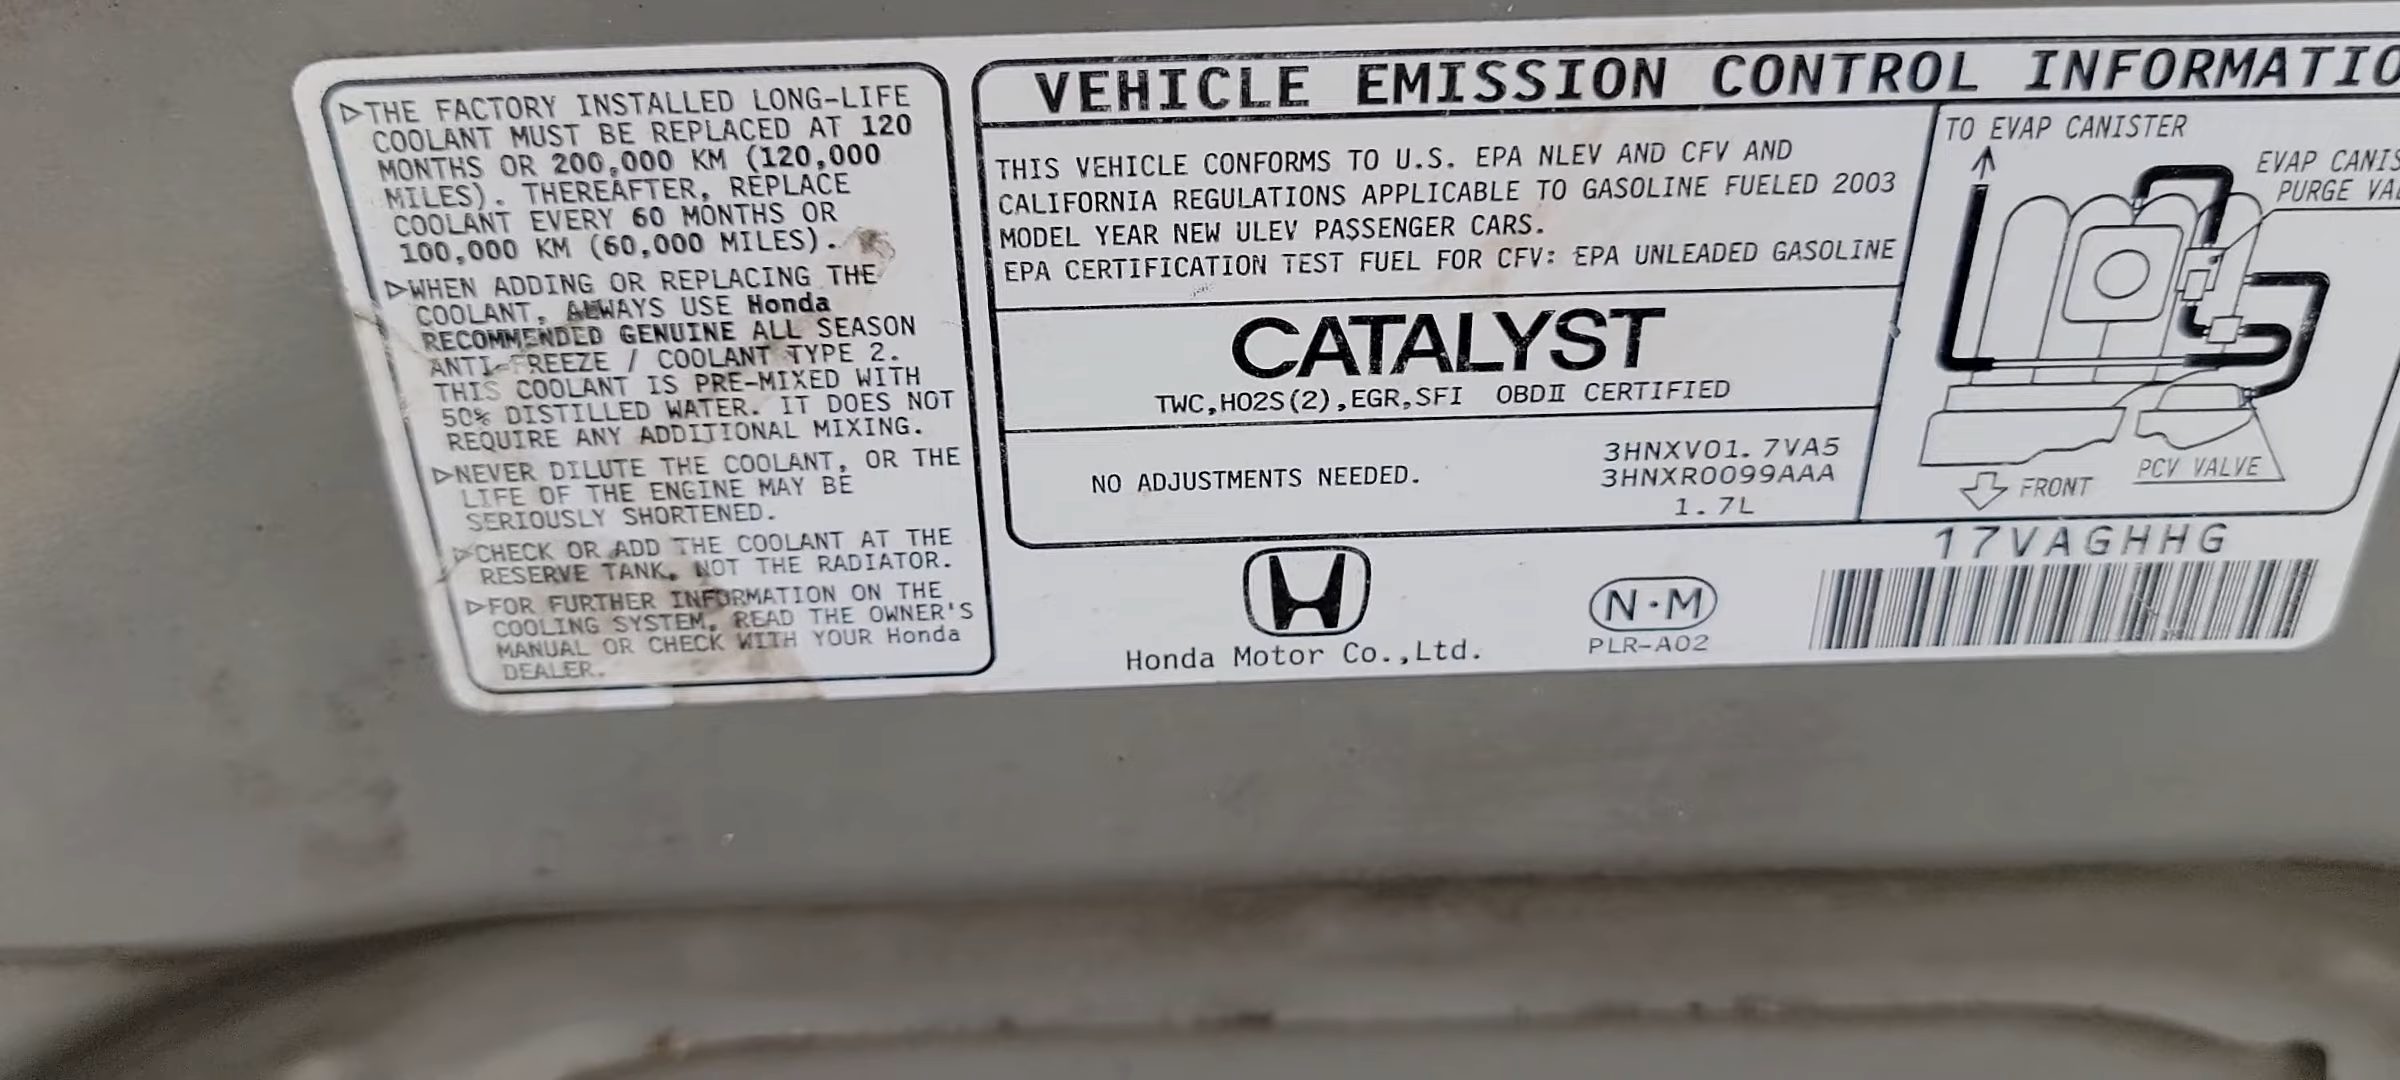 ▷THE FACTORY INSTALLED LONG-LIFE
COOLANT MUST BE REPLACED AT 120
MONTHS OR 200,000 KM (120,000
MILES). THEREAFTER, REPLACE
COOLANT EVERY 60 MONTHS OR
100,000 KM (60,000 MILES).
▷WHEN ADDING OR REPLACING THE
COOLANT, ALWAYS USE Honda
RECOMMENDED GENUINE ALL SEASON
ANTI-FREEZE / COOLANT TYPE 2.
THIS COOLANT IS PRE-MIXED WITH
50% DISTILLED WATER. IT DOES NOT
REQUIRE ANY ADDITIONAL MIXING.
▷NEVER DILUTE THE COOLANT, OR THE
LIFE OF THE ENGINE MAY BE
SERIOUSLY SHORTENED.
▷CHECK OR ADD THE COOLANT AT THE
RESERVE TANK, NOT THE RADIATOR.
▷FOR FURTHER INFORMATION ON THE
COOLING SYSTEM, READ THE OWNER'S
MANUAL OR CHECK WITH YOUR Honda
DEALER.
VEHICLE EMISSION CONTROL INFORMATIO
THIS VEHICLE CONFORMS TO U.S. EPA NLEV AND CFV AND
CALIFORNIA REGULATIONS APPLICABLE TO GASOLINE FUELED 2003
MODEL YEAR NEW ULEV PASSENGER CARS.
EPA CERTIFICATION TEST FUEL FOR CFV: EPA UNLEADED GASOLINE
CATALYST
TWC,HO2S(2),EGR,SFI OBDII CERTIFIED
NO ADJUSTMENTS NEEDED.
3HNXV01.7VA5
3HNXR0099AAA
1.7L
TO EVAP CANISTER
EVAP CANIS
PURGE VAL
PCV VALVE
FRONT
17VAGHHG
Honda Motor Co.,Ltd.
N·M
PLR-A02